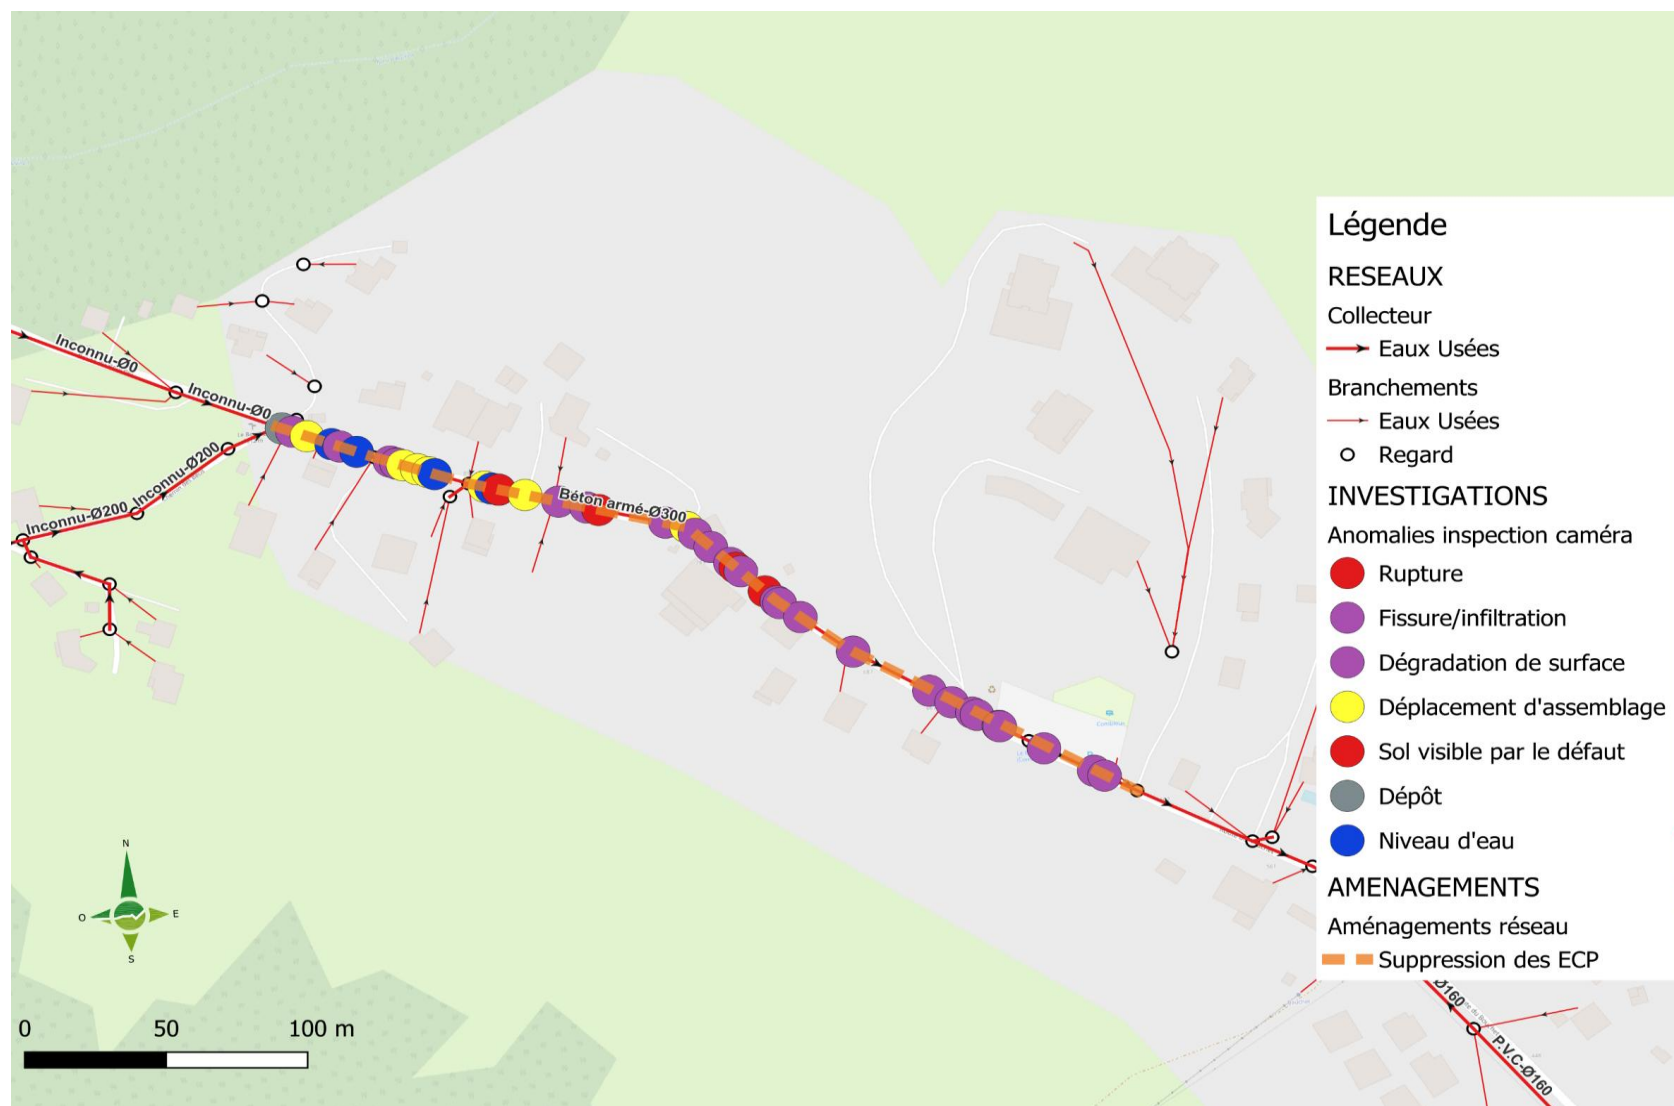 Légende
RESEAUX
Collecteur
Eaux Usées
Branchements
Eaux Usées
Regard
INVESTIGATIONS
Anomalies inspection caméra
Rupture
Fissure/infiltration
Dégradation de surface
Déplacement d'assemblage
Sol visible par le défaut
Dépôt
Niveau d'eau
AMENAGEMENTS
Aménagements réseau
Suppression des ECP
Inconnu-Ø0
Inconnu-Ø0
Inconnu-Ø200
Inconnu-Ø200
Béton armé-Ø300
Ø160
P.V.C-Ø160
N
O
E
S
0 50 100 m